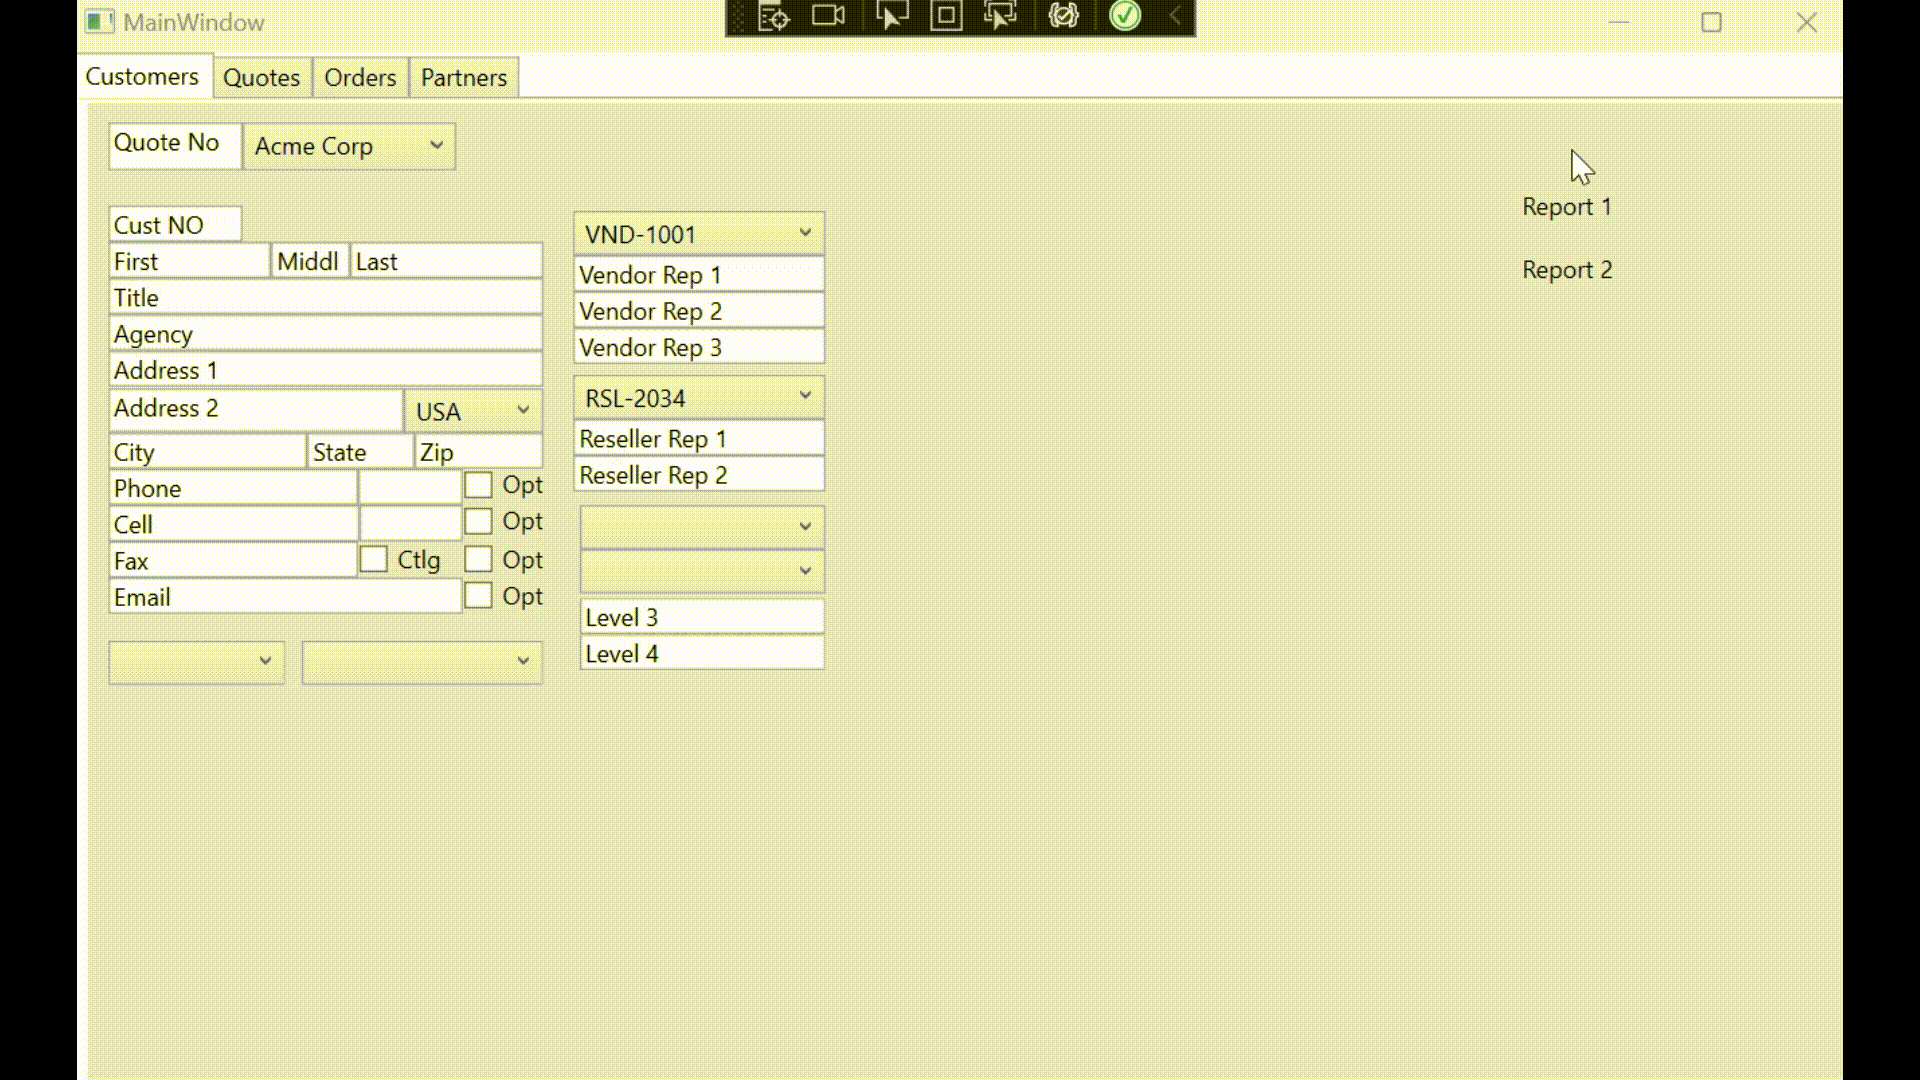 MainWindow
Customers Quotes Orders Partners
Quote No Acme Corp
Report 1
Cust NO
VND-1001
First Middl Last
Vendor Rep 1
Report 2
Title
Vendor Rep 2
Agency
Vendor Rep 3
Address 1
Address 2 USA
RSL-2034
City State Zip
Reseller Rep 1
Phone Opt
Reseller Rep 2
Cell Opt
Fax Ctlg Opt
Email Opt
Level 3
Level 4